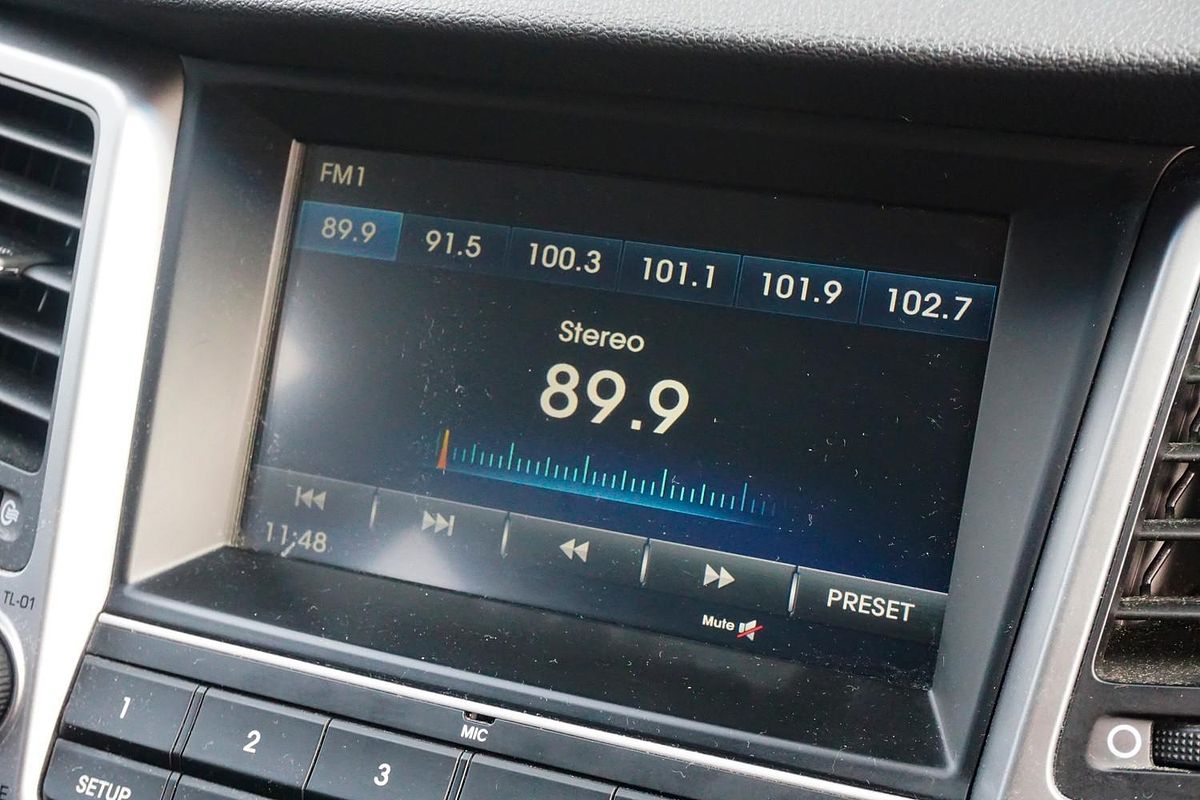 FM1
89.9 91.5 100.3 101.1 101.9 102.7
Stereo
89.9
11:48
PRESET
Mute
TL-01
MIC
1 2 3
SETUP